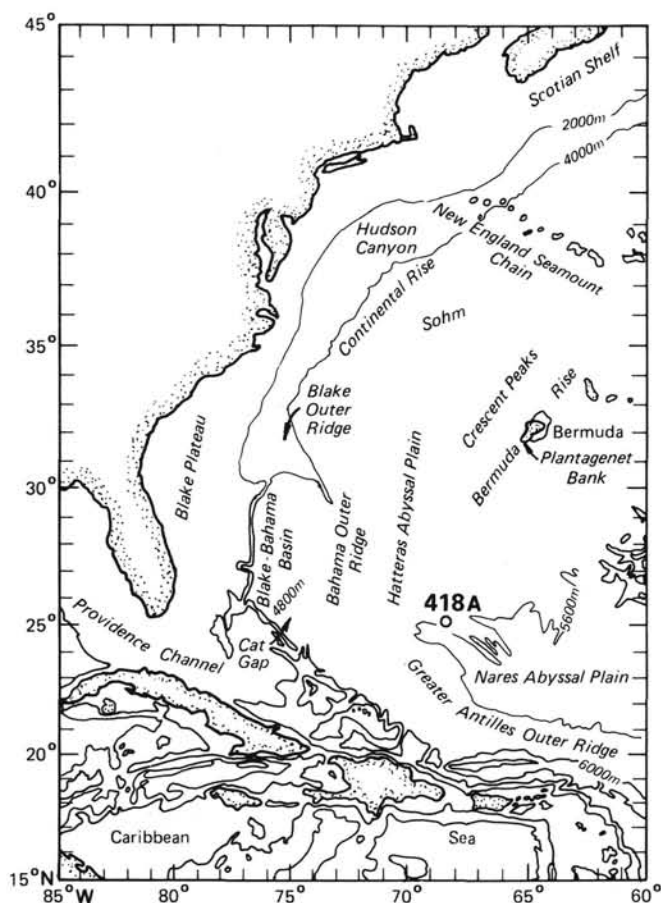 45°
Scotian Shelf
2000m
4000m
40°
Hudson
Canyon
New England Seamount
Chain
Continental Rise
Sohm
35°
Blake
Outer
Ridge
Crescent Peaks
Rise
Bermuda
Bermuda
Plantagenet
Bank
Blake Plateau
30°
Blake-Bahama
Basin
Bahama Outer
Ridge
Hatteras Abyssal Plain
4800m
5600m
418A
25°
Providence Channel
Cat
Gap
Nares Abyssal Plain
Greater Antilles Outer Ridge
6000m
20°
Caribbean
Sea
15°N
85°
W
80°
75°
70°
65°
60°